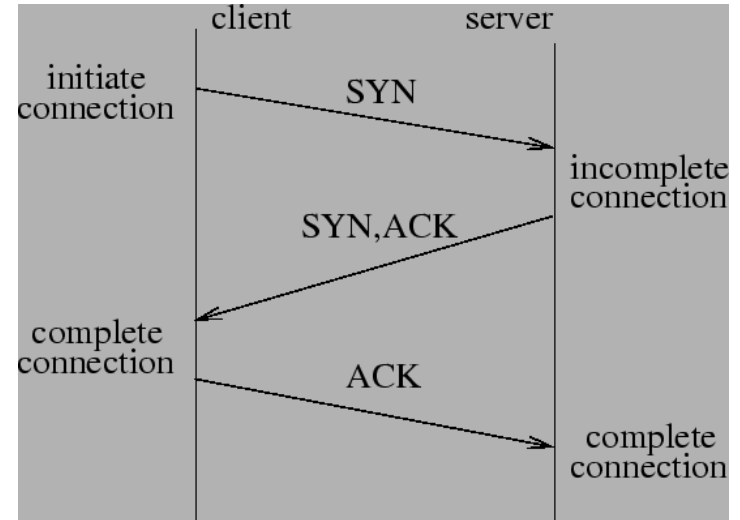 client
server
initiate
connection
SYN
incomplete
connection
SYN,ACK
complete
connection
ACK
complete
connection